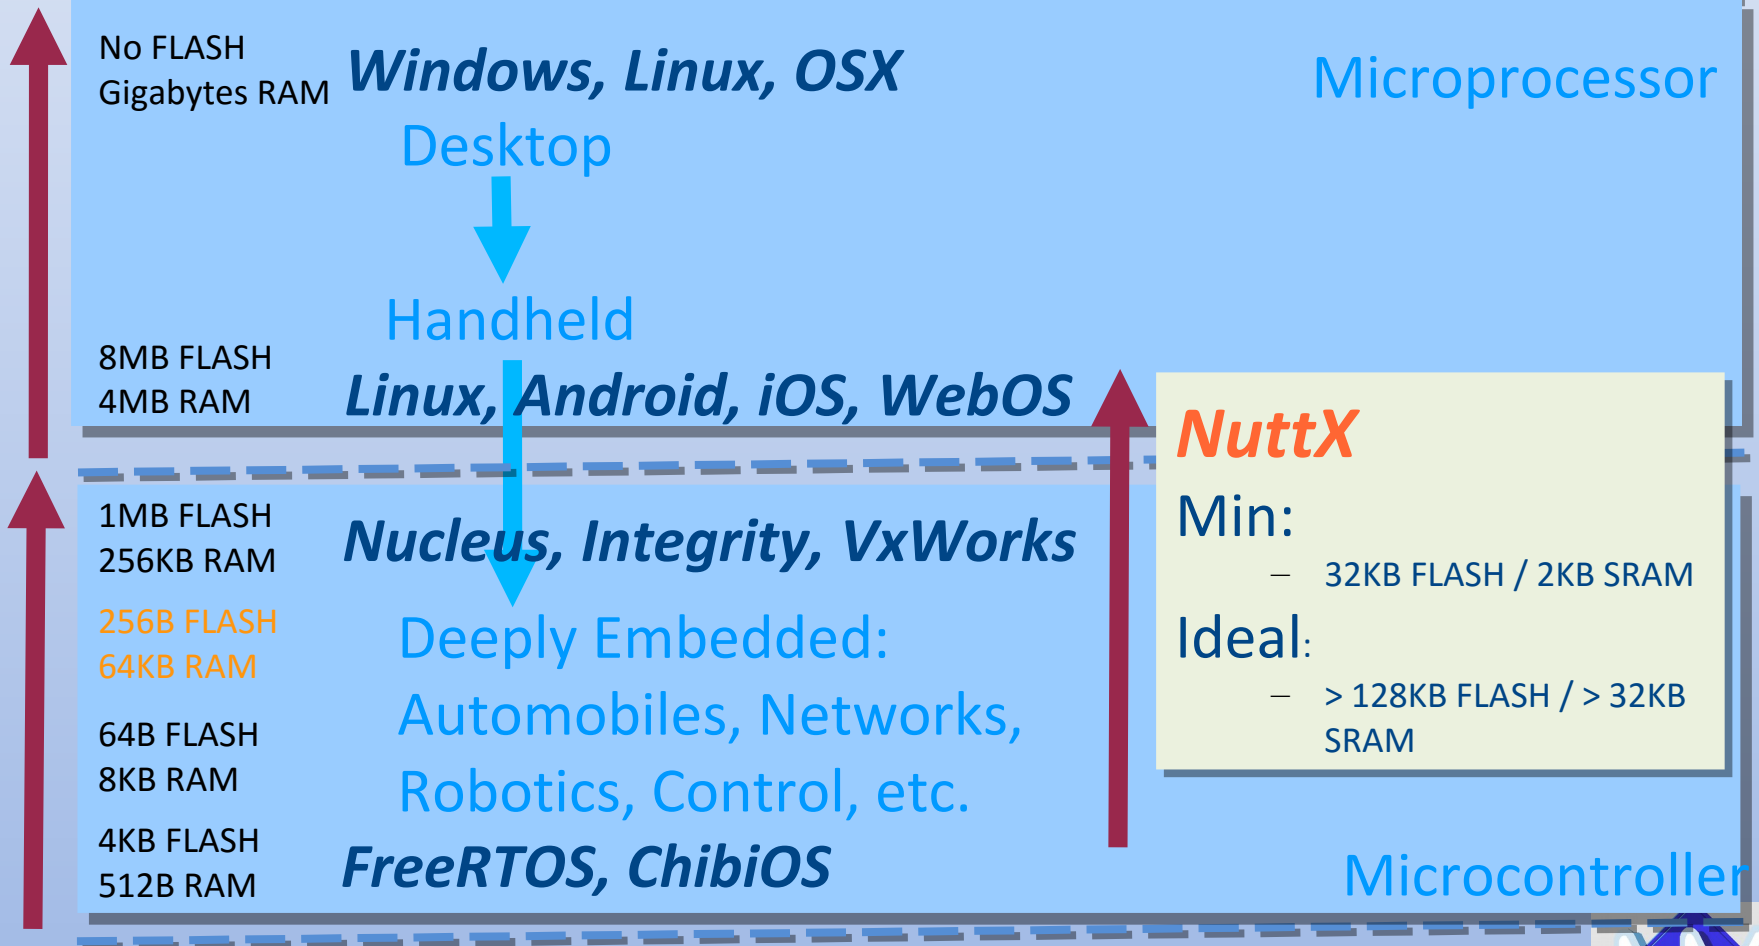 No FLASH
Gigabytes RAM
Windows, Linux, OSX
Microprocessor
Desktop
Handheld
8MB FLASH
4MB RAM
Linux, Android, iOS, WebOS
NuttX
Min:
– 32KB FLASH / 2KB SRAM
Ideal:
– > 128KB FLASH / > 32KB
SRAM
1MB FLASH
256KB RAM
Nucleus, Integrity, VxWorks
256B FLASH
64KB RAM
Deeply Embedded:
Automobiles, Networks,
Robotics, Control, etc.
64B FLASH
8KB RAM
4KB FLASH
512B RAM
FreeRTOS, ChibiOS
Microcontroller